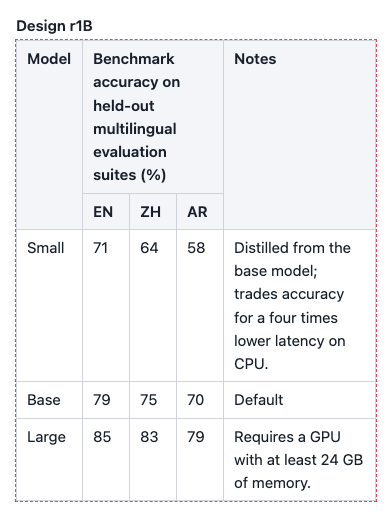 Design r1B
Model
Benchmark
accuracy on
held-out
multilingual
evaluation
suites (%)
Notes
EN ZH AR
Small 71 64 58 Distilled from the
base model;
trades accuracy
for a four times
lower latency on
CPU.
Base 79 75 70 Default
Large 85 83 79 Requires a GPU
with at least 24 GB
of memory.